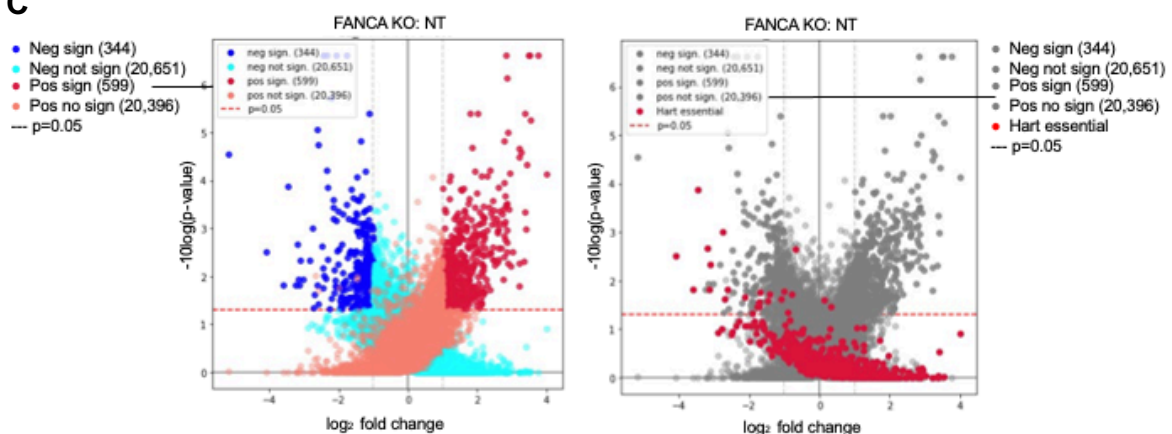 C
FANCA KO: NT
Neg sign (344)
Neg not sign (20,651)
Pos sign (599)
Pos no sign (20,396)
--- p=0.05
neg sign. (344)
neg not sign. (20,651)
pos sign. (599)
pos not sign. (20,396)
p=0.05
-10log(p-value)
6
5
4
3
2
1
0
−4
−2
0
2
4
log₂ fold change
FANCA KO: NT
neg sign. (344)
neg not sign. (20,651)
pos sign. (599)
pos not sign. (20,396)
Hart essential
p=0.05
-10log(p-value)
6
5
4
3
2
1
0
−4
−2
0
2
4
log₂ fold change
Neg sign (344)
Neg not sign (20,651)
Pos sign (599)
Pos no sign (20,396)
Hart essential
--- p=0.05